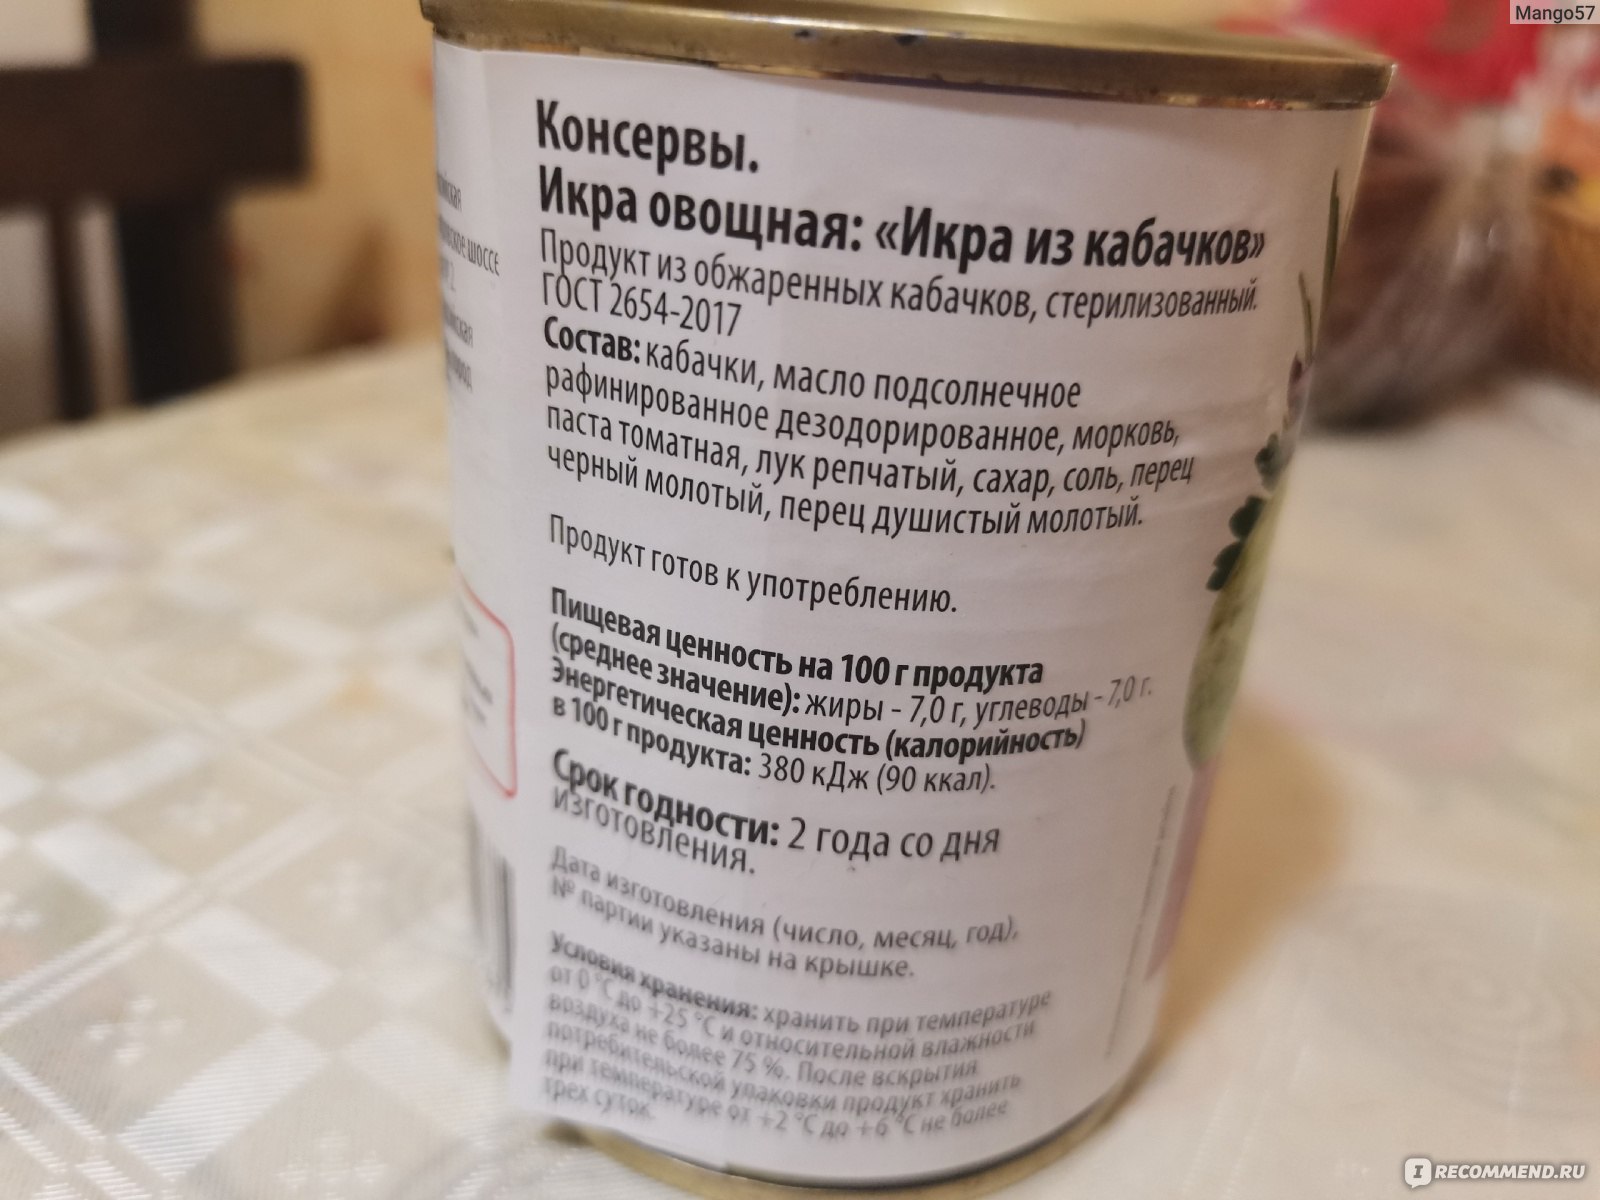 Mango57
Консервы.
Икра овощная: «Икра из кабачков»
Продукт из обжаренных кабачков, стерилизованный.
ГОСТ 2654-2017
Состав: кабачки, масло подсолнечное
рафинированное дезодорированное, морковь,
паста томатная, лук репчатый, сахар, соль, перец
черный молотый, перец душистый молотый.
Продукт готов к употреблению.
Пищевая ценность на 100 г продукта
(среднее значение): жиры - 7,0 г, углеводы - 7,0 г.
Энергетическая ценность (калорийность)
в 100 г продукта: 380 кДж (90 ккал).
Срок годности: 2 года со дня
изготовления.
Дата изготовления (число, месяц, год),
№ партии указаны на крышке.
Условия хранения: хранить при температуре
от 0 °С до +25 °С и относительной влажности
воздуха не более 75 %. После вскрытия
потребительской упаковки продукт хранить
при температуре от +2 °С до +6 °С не более
трех суток.
шоссе
IRECOMMEND.RU